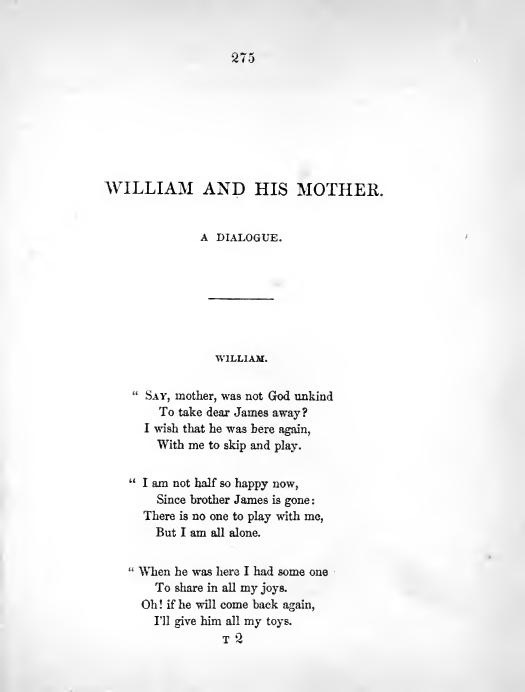 275
WILLIAM AND HIS MOTHER.
A DIALOGUE.
WILLIAM.
“ SAY, mother, was not God unkind
To take dear James away?
I wish that he was here again,
With me to skip and play.
“ I am not half so happy now,
Since brother James is gone:
There is no one to play with me,
But I am all alone.
“ When he was here I had some one
To share in all my joys.
Oh! if he will come back again,
I'll give him all my toys.
T 2